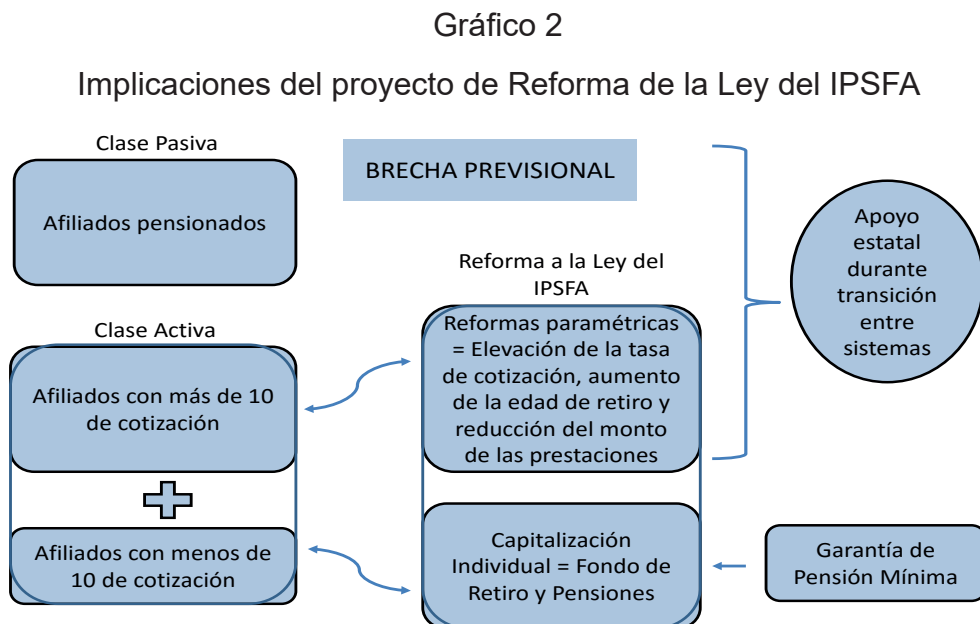 Gráfico 2
Implicaciones del proyecto de Reforma de la Ley del IPSFA
Clase Pasiva
Afiliados pensionados
BRECHA PREVISIONAL
Apoyo
estatal
durante
transición
entre
sistemas
Clase Activa
Afiliados con más de 10
de cotización
Afiliados con menos de
10 de cotización
Reforma a la Ley del
IPSFA
Reformas paramétricas
= Elevación de la tasa
de cotización, aumento
de la edad de retiro y
reducción del monto
de las prestaciones
Capitalización
Individual = Fondo de
Retiro y Pensiones
Garantía de
Pensión Mínima